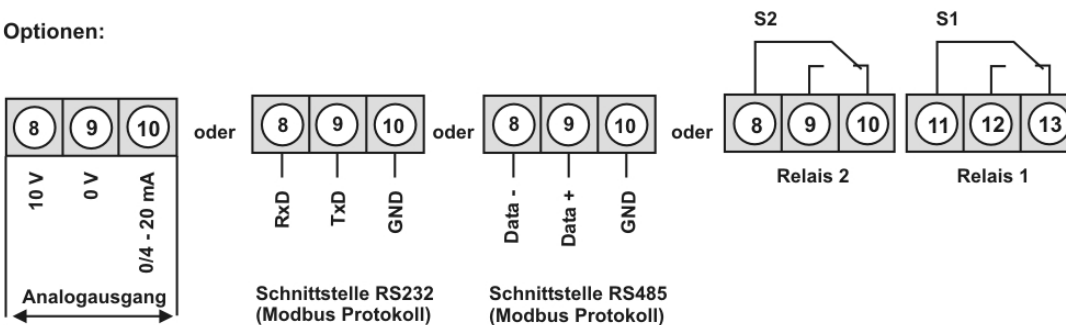 Optionen:
S2
S1
8 9 10
oder
8 9 10
oder
8 9 10
oder
8 9 10
11 12 13
10 V
0 V
0/4 - 20 mA
Analogausgang
RxD
TxD
GND
Schnittstelle RS232
(Modbus Protokoll)
Data -
Data +
GND
Schnittstelle RS485
(Modbus Protokoll)
Relais 2
Relais 1